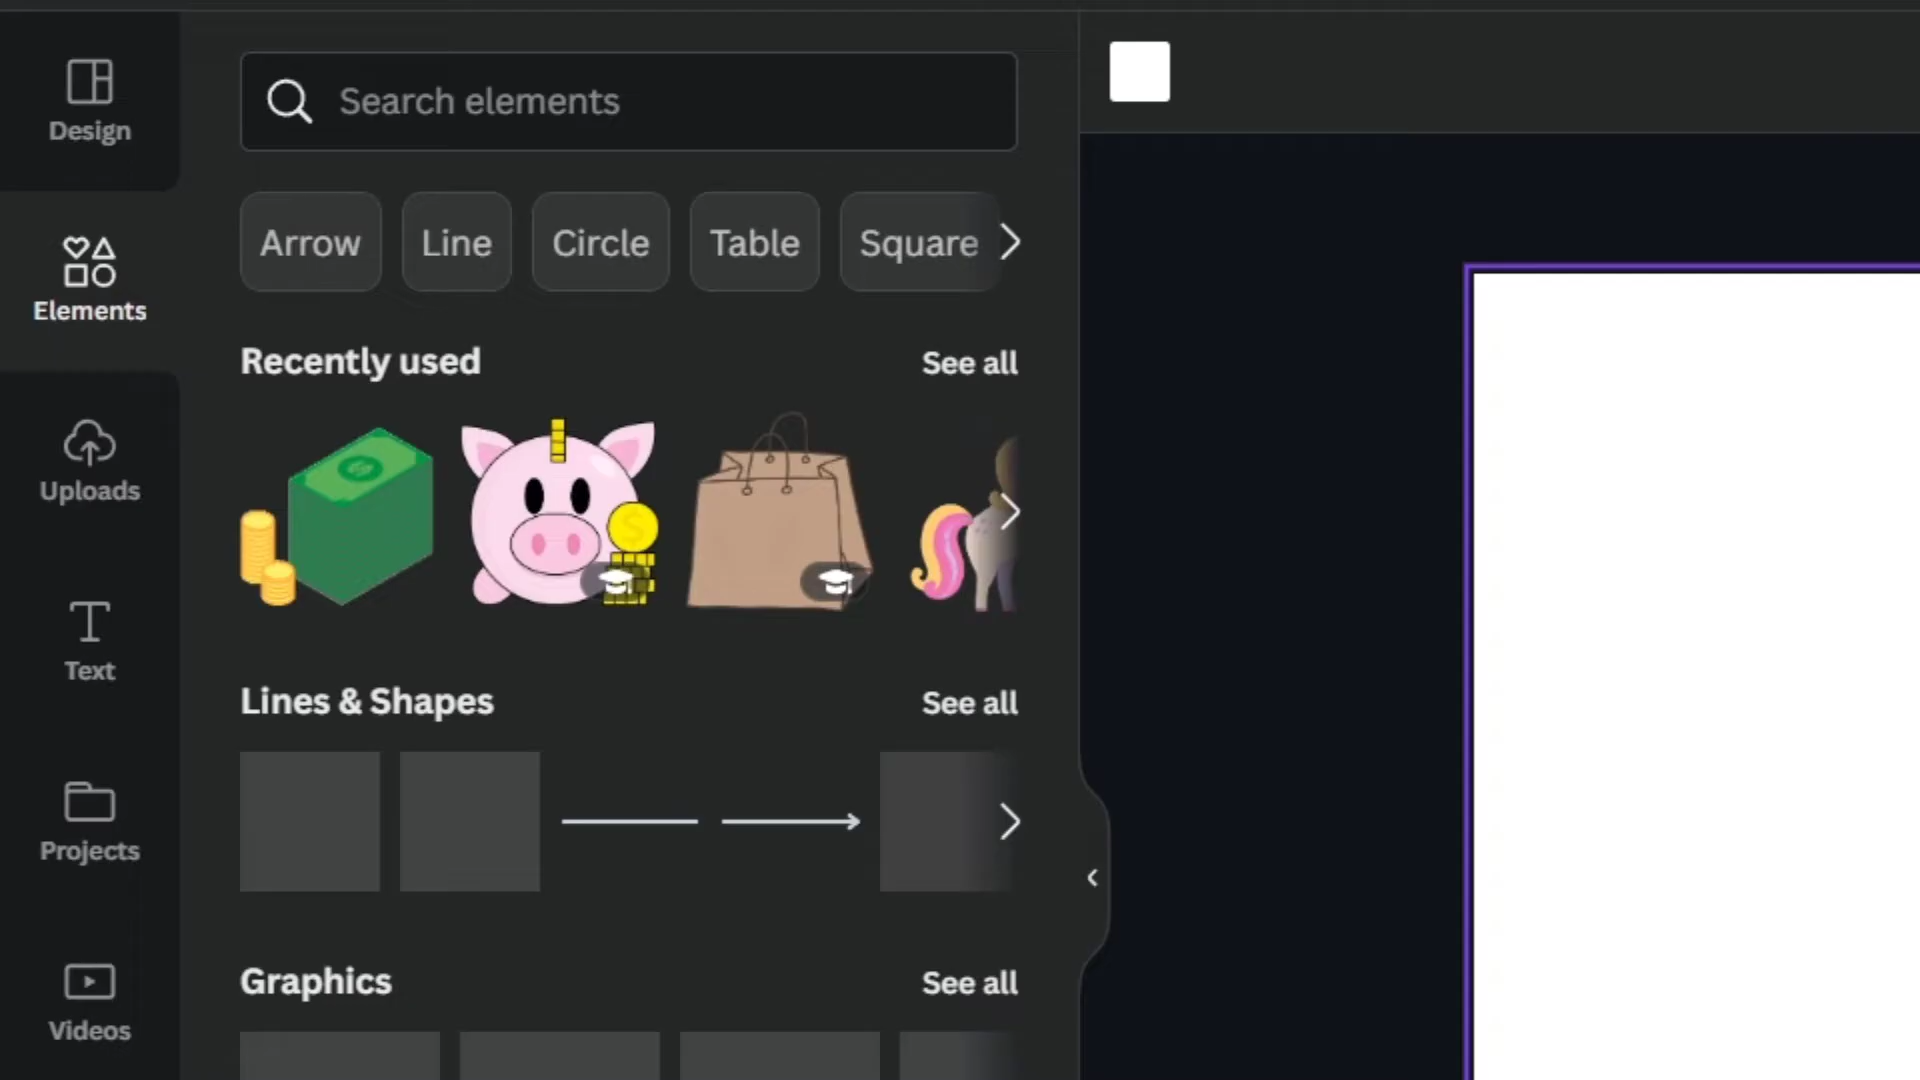 Design
Elements
Uploads
Text
Projects
Videos
Search elements
Arrow
Line
Circle
Table
Square
Recently used
See all
$
$
Lines & Shapes
See all
Graphics
See all